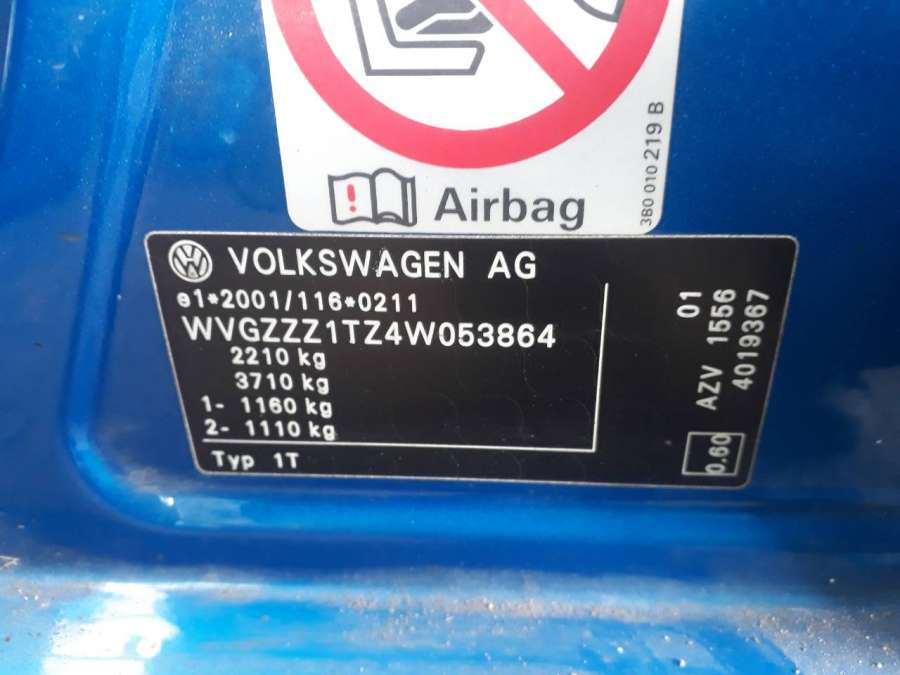 Airbag
3B0 010 219 B
VOLKSWAGEN AG
e1*2001/116*0211
WVGZZZ1TZ4W053864
2210 kg
3710 kg
1- 1160 kg
2- 1110 kg
Typ 1T
01
AZV 1556
4019367
0.60